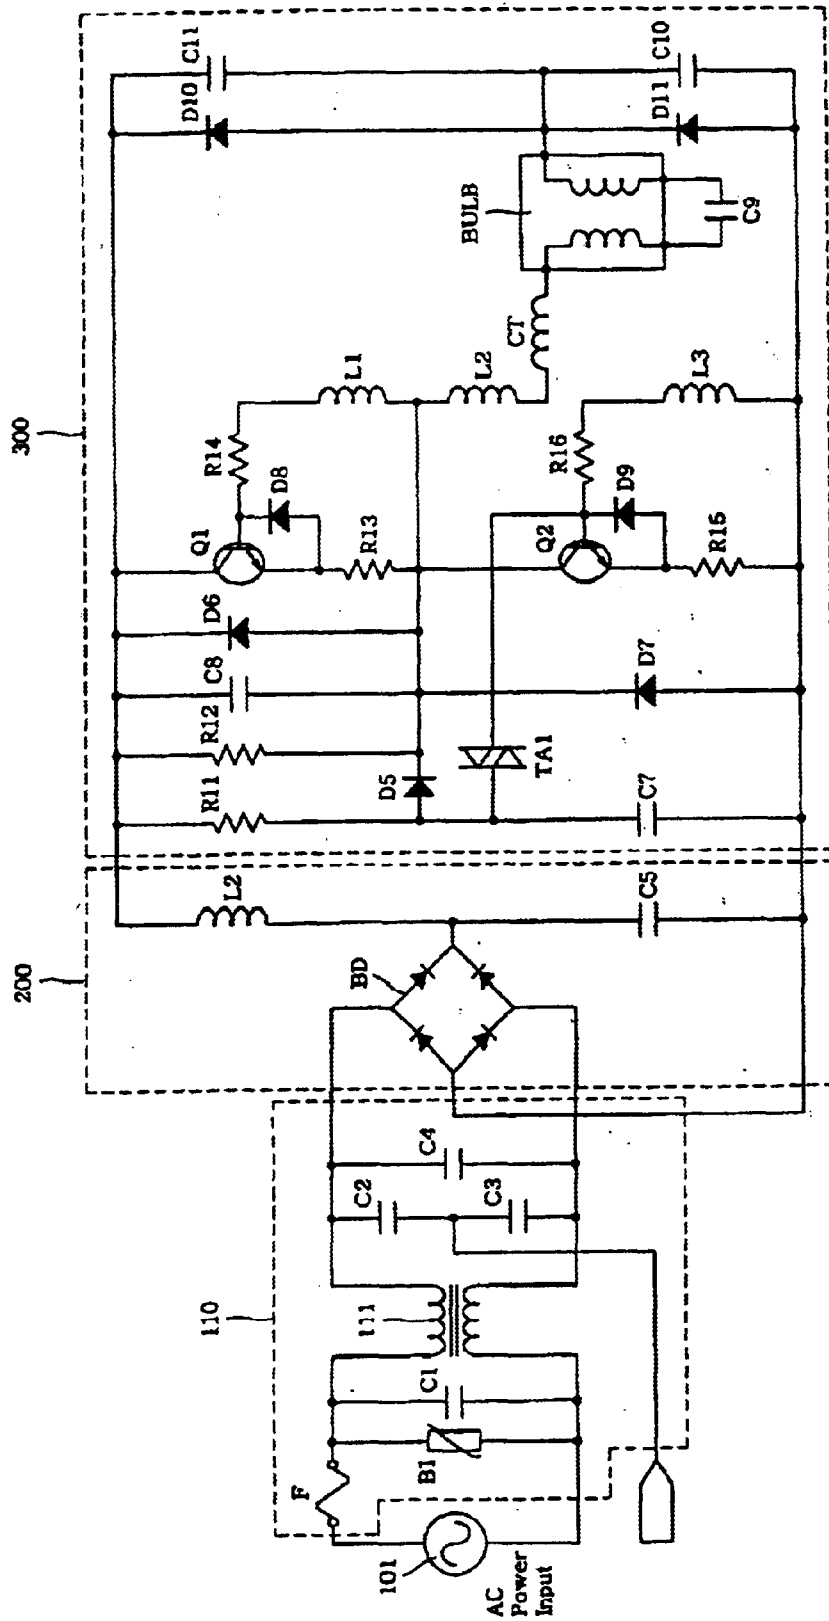 300
200
110
C11
D10
C10
D11
BULB
C9
CT
L1
L2
L3
R14
R16
Q1
D8
R13
Q2
D9
R15
D6
C8
R12
R11
D7
D5
TA1
C7
L2
C5
BD
C4
C2
C3
111
C1
B1
F
101
AC
Power
Input